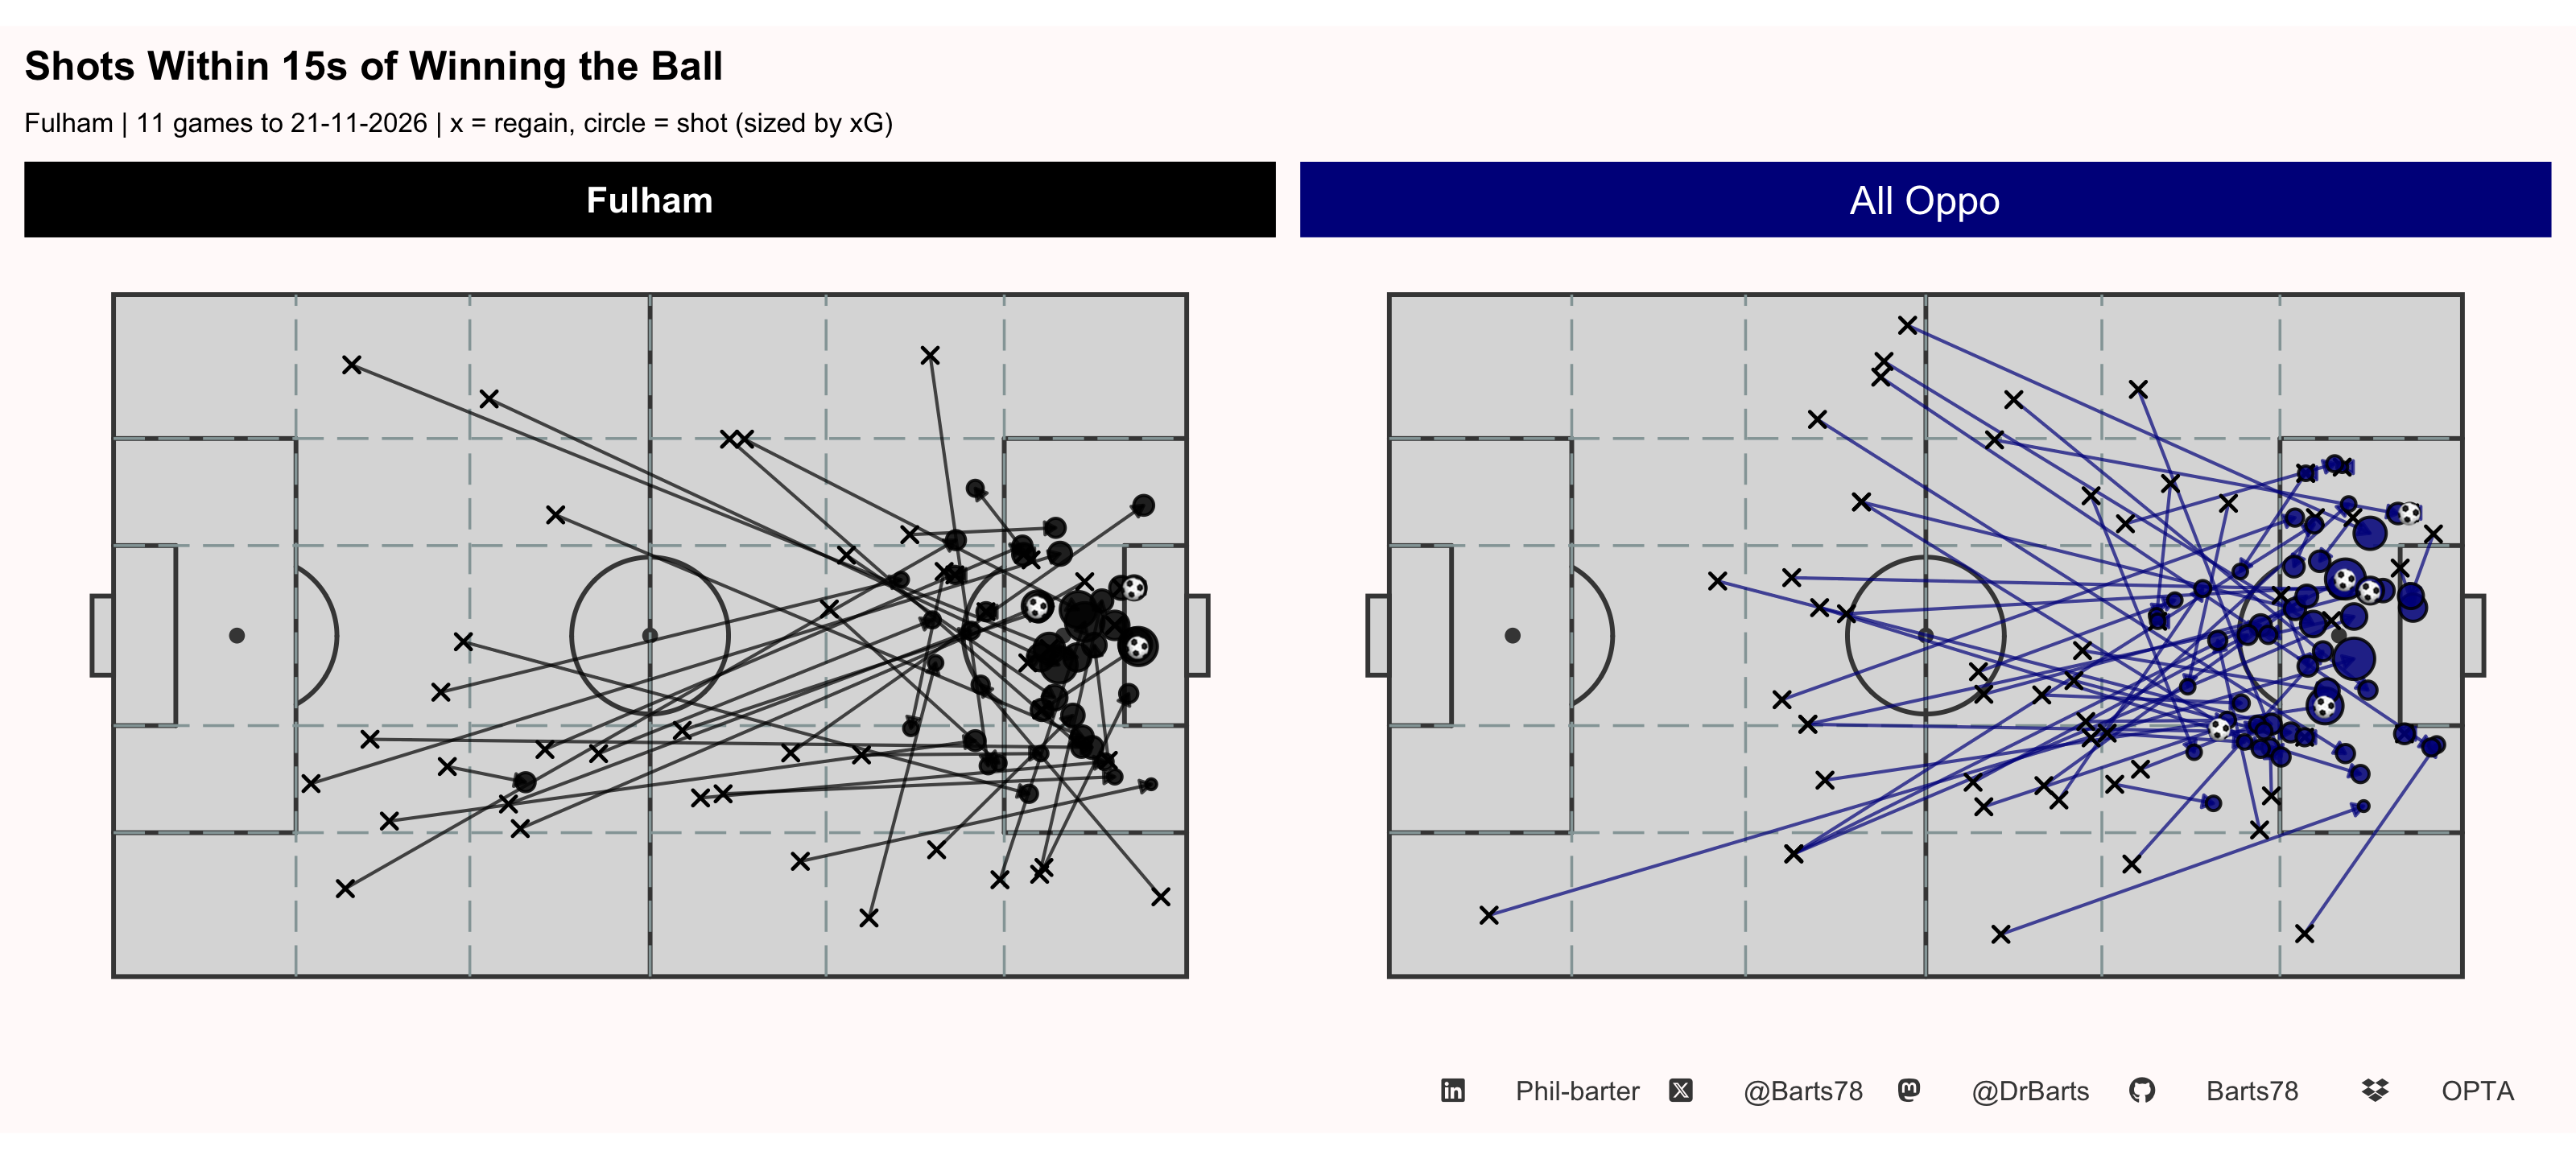 Shots Within 15s of Winning the Ball
Fulham | 11 games to 21-11-2026 | x = regain, circle = shot (sized by xG)
Fulham
All Oppo
Phil-barter @Barts78 @DrBarts Barts78 OPTA